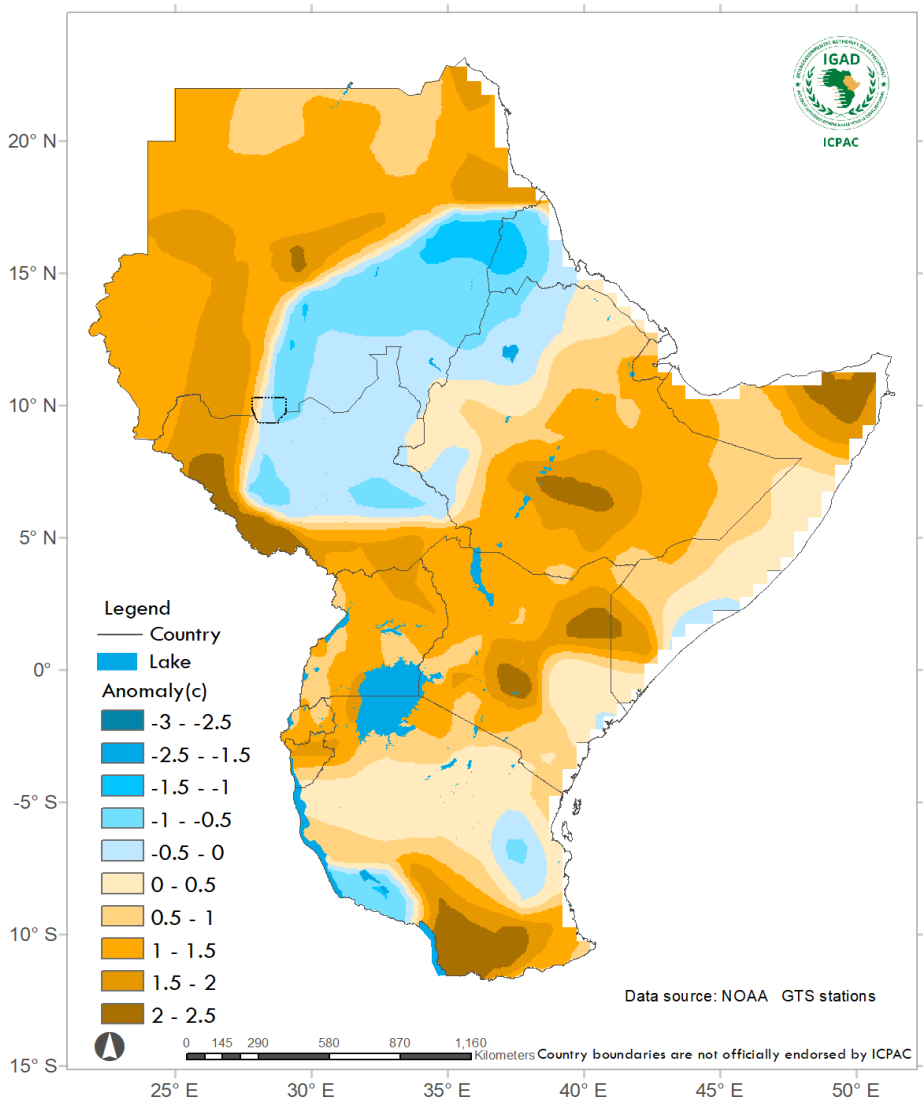 IGAD
ICPAC
20° N
15° N
10° N
5° N
0°
-5° S
10° S
15° S
Legend
Country
Lake
Anomaly(c)
-3 - -2.5
-2.5 - -1.5
-1.5 - -1
-1 - -0.5
-0.5 - 0
0 - 0.5
0.5 - 1
1 - 1.5
1.5 - 2
2 - 2.5
Data source: NOAA GTS stations
0 145 290 580 870 1,160
Kilometers
Country boundaries are not officially endorsed by ICPAC
25° E 30° E 35° E 40° E 45° E 50° E